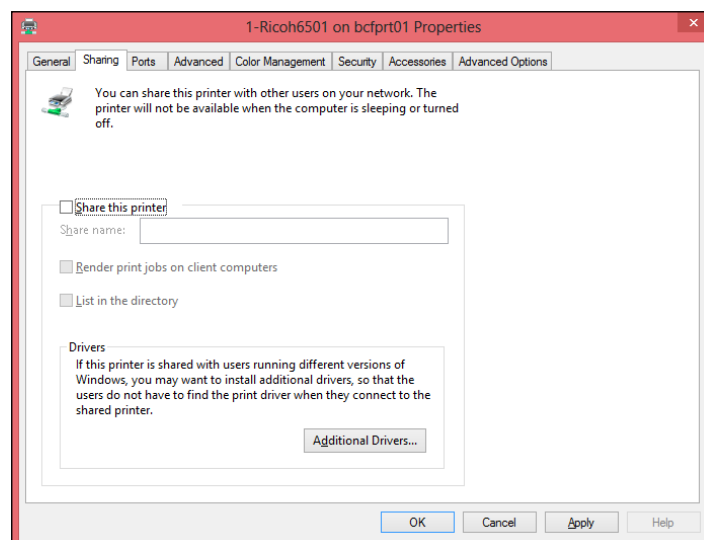 1-Ricoh6501 on bcfprt01 Properties
General Sharing Ports Advanced Color Management Security Accessories Advanced Options
You can share this printer with other users on your network. The
printer will not be available when the computer is sleeping or turned
off.
Share this printer
Share name:
Render print jobs on client computers
List in the directory
Drivers
If this printer is shared with users running different versions of
Windows, you may want to install additional drivers, so that the
users do not have to find the print driver when they connect to the
shared printer.
Additional Drivers...
OK Cancel Apply Help